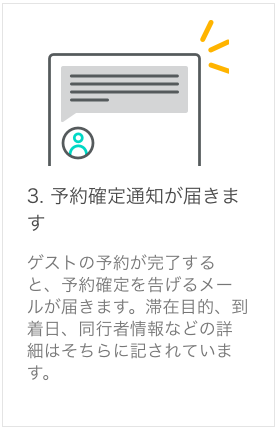 3. 予約確定通知が届きま
す
ゲストの予約が完了する
と、予約確定を告げるメー
ルが届きます。滞在目的、到
着日、同行者情報などの詳
細はそちらに記されていま
す。